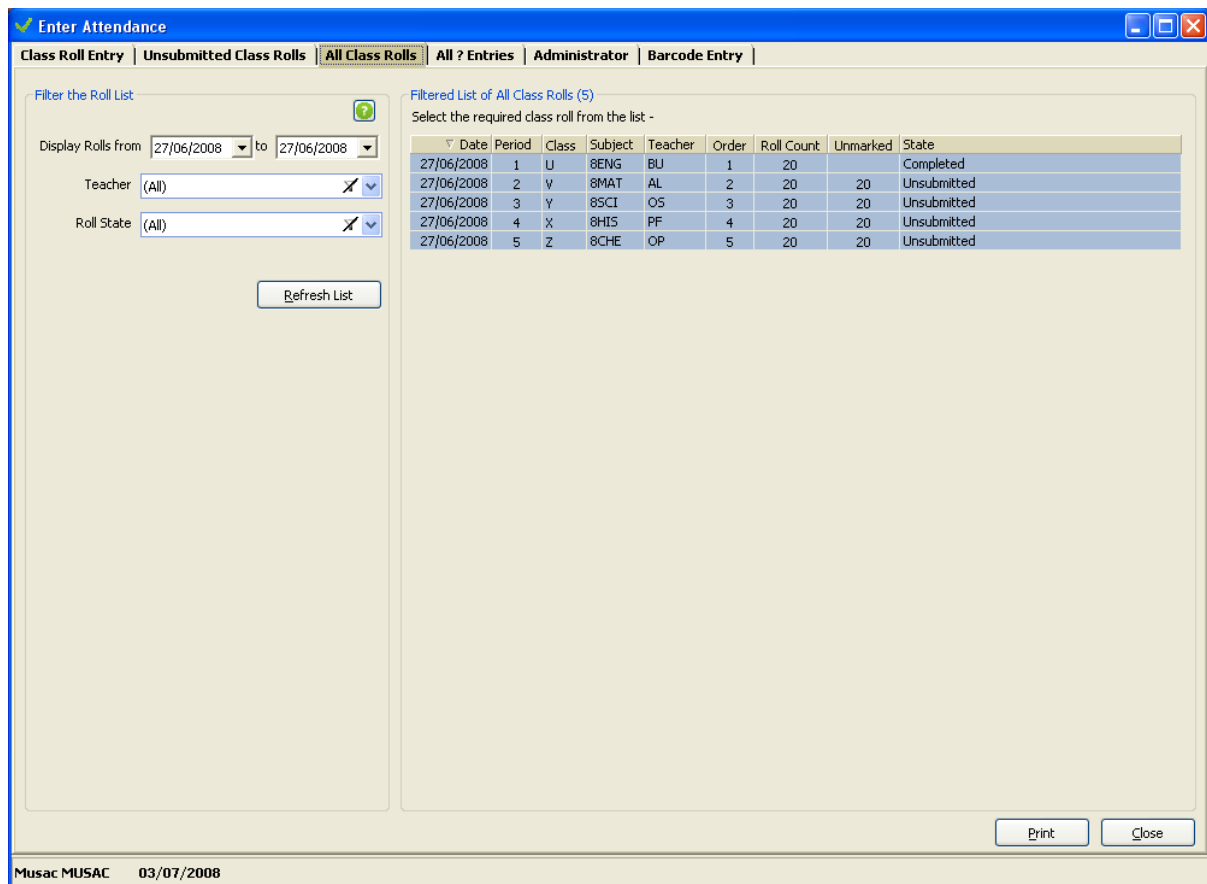 Enter Attendance
Class Roll Entry Unsubmitted Class Rolls All Class Rolls All ? Entries Administrator Barcode Entry
Filter the Roll List
?
Display Rolls from 27/06/2008 to 27/06/2008
Teacher (All)
Roll State (All)
Refresh List
Filtered List of All Class Rolls (5)
Select the required class roll from the list -
Date Period Class Subject Teacher Order Roll Count Unmarked State
27/06/2008 1 U 8ENG BU 1 20 Completed
27/06/2008 2 V 8MAT AL 2 20 20 Unsubmitted
27/06/2008 3 Y 8SCI OS 3 20 20 Unsubmitted
27/06/2008 4 X 8HIS PF 4 20 20 Unsubmitted
27/06/2008 5 Z 8CHE OP 5 20 20 Unsubmitted
Print Close
Musac MUSAC 03/07/2008